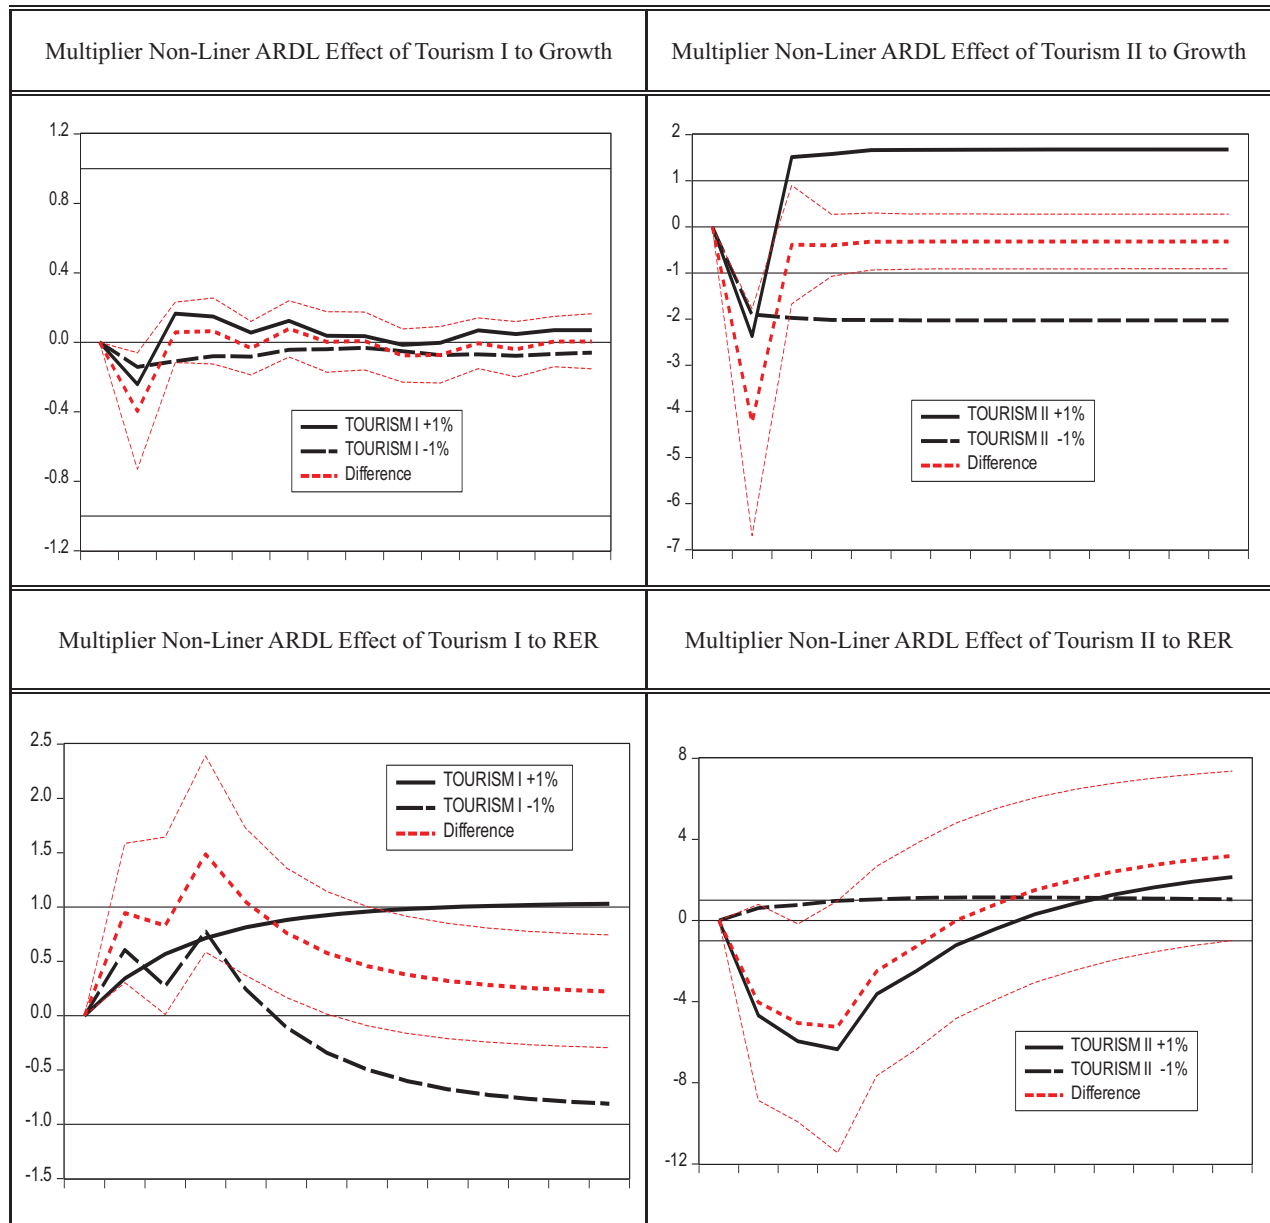 Multiplier Non-Liner ARDL Effect of Tourism I to Growth
Multiplier Non-Liner ARDL Effect of Tourism II to Growth
1.2
0.8
0.4
0.0
-0.4
-0.8
-1.2
TOURISM I +1%
TOURISM I -1%
Difference
2
1
0
-1
-2
-3
-4
-5
-6
-7
TOURISM II +1%
TOURISM II -1%
Difference
Multiplier Non-Liner ARDL Effect of Tourism I to RER
Multiplier Non-Liner ARDL Effect of Tourism II to RER
2.5
2.0
1.5
1.0
0.5
0.0
-0.5
-1.0
-1.5
TOURISM I +1%
TOURISM I -1%
Difference
8
4
0
-4
-8
-12
TOURISM II +1%
TOURISM II -1%
Difference